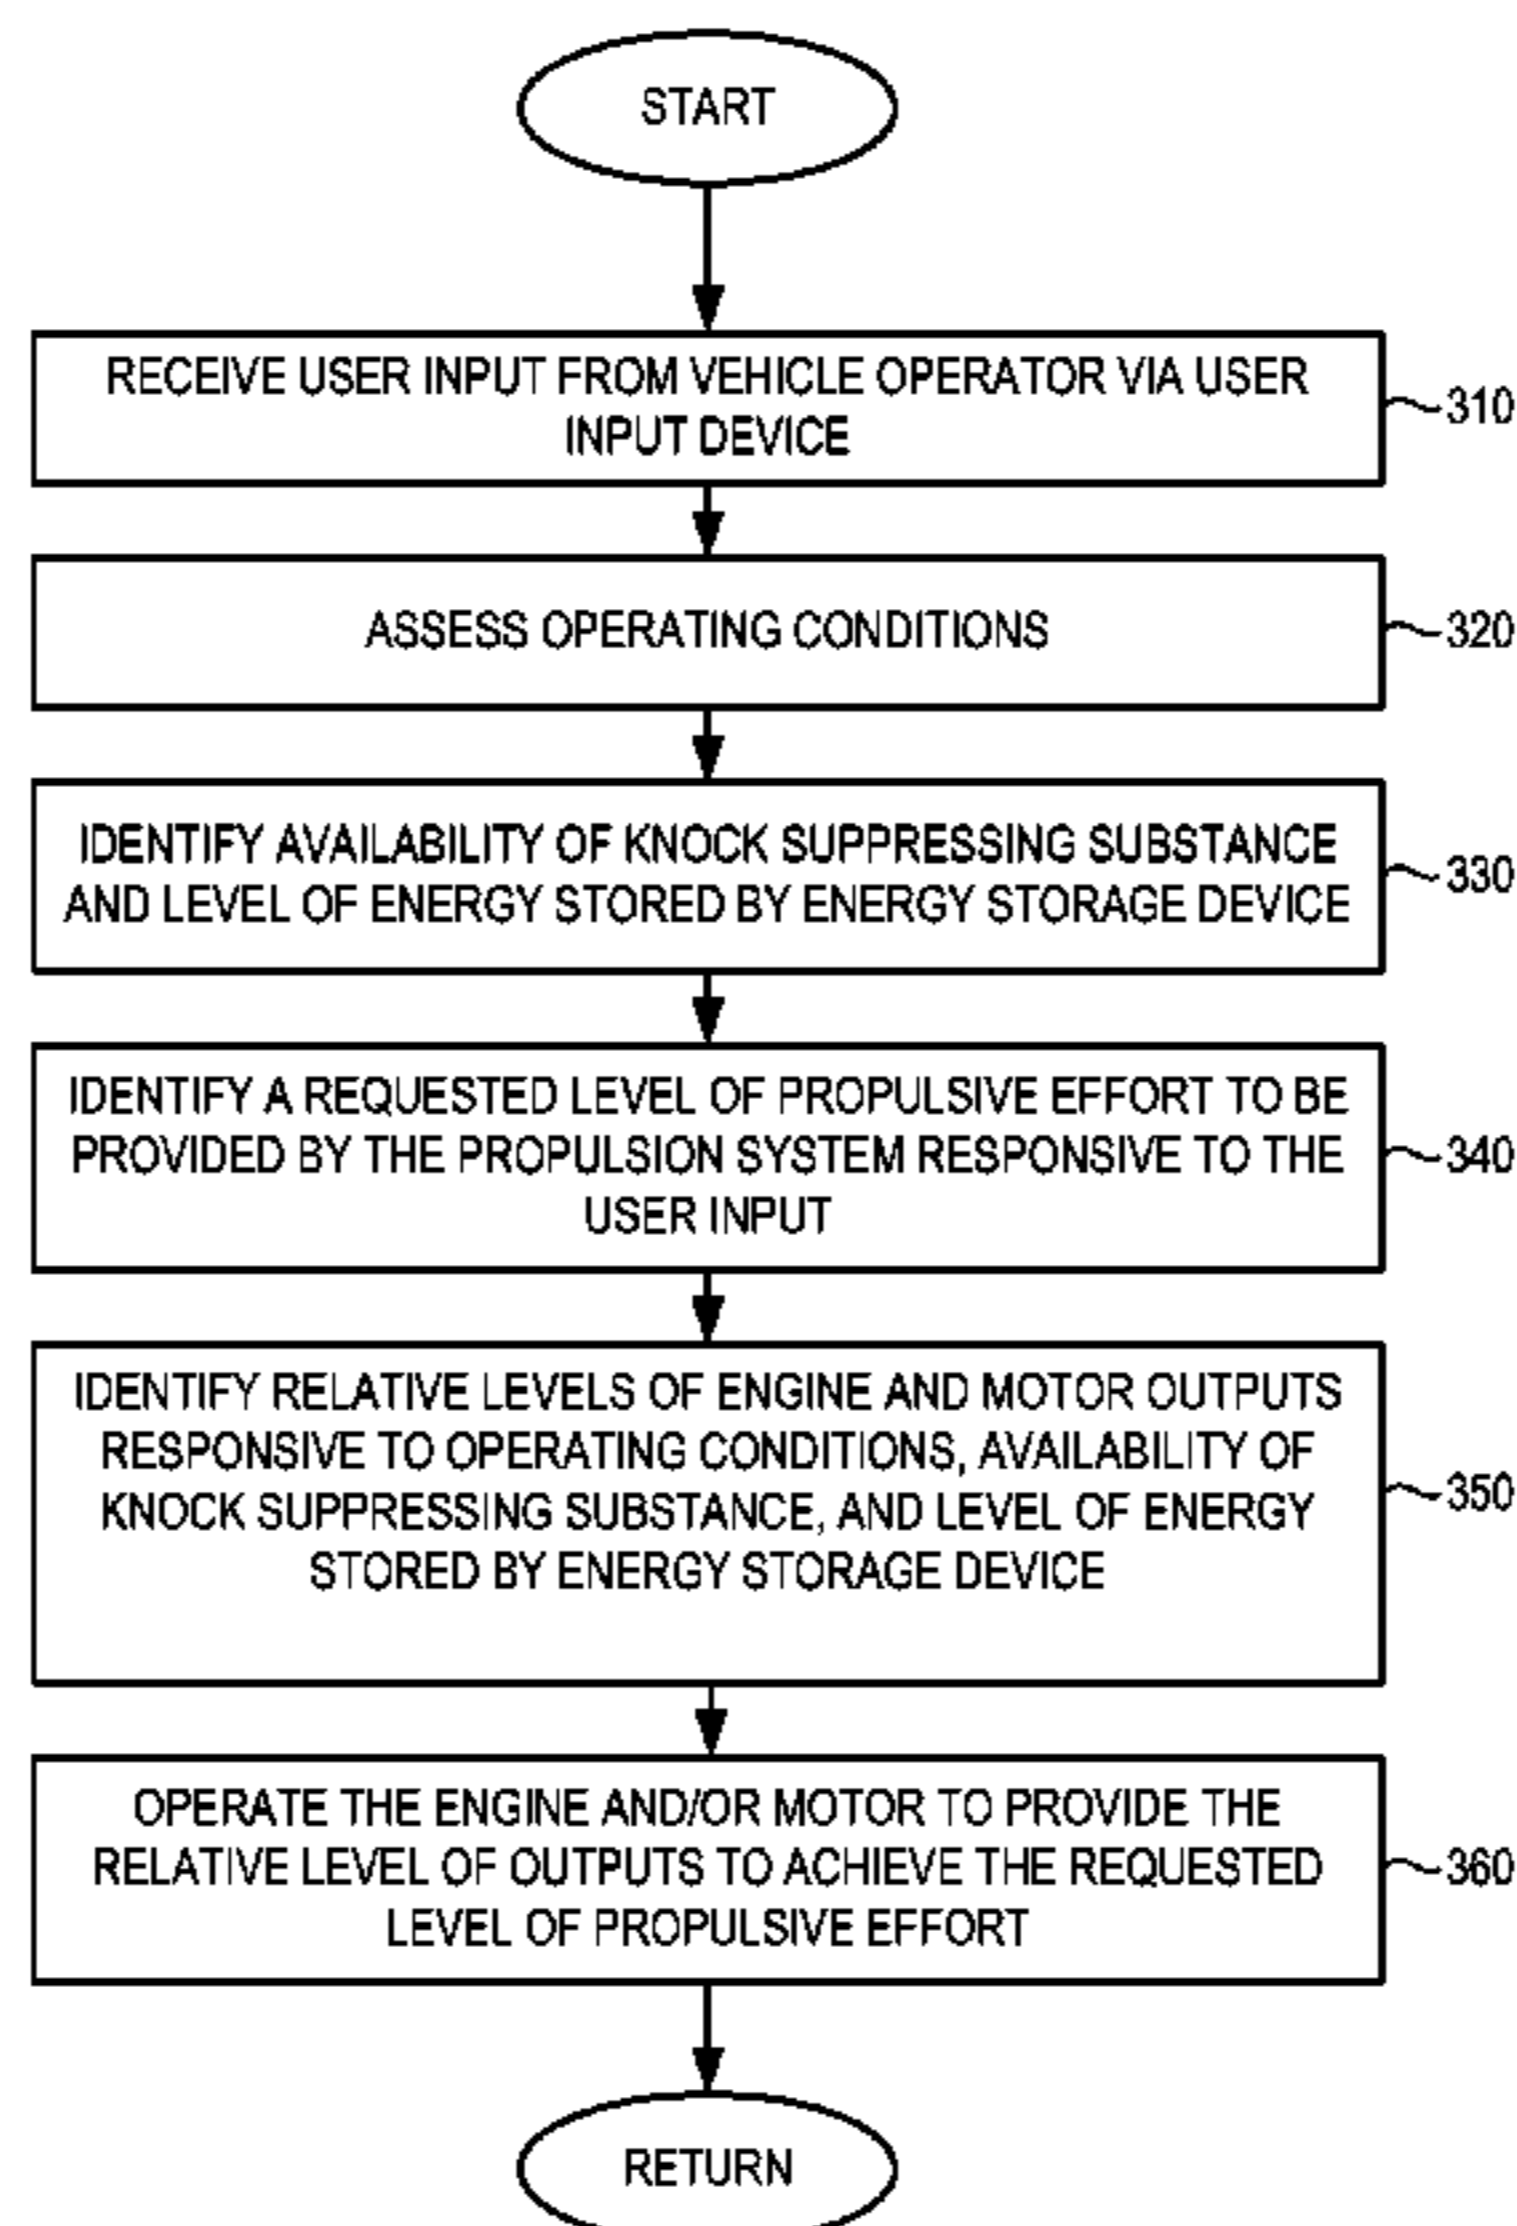 START
RECEIVE USER INPUT FROM VEHICLE OPERATOR VIA USER
INPUT DEVICE
310
ASSESS OPERATING CONDITIONS
320
IDENTIFY AVAILABILITY OF KNOCK SUPPRESSING SUBSTANCE
AND LEVEL OF ENERGY STORED BY ENERGY STORAGE DEVICE
330
IDENTIFY A REQUESTED LEVEL OF PROPULSIVE EFFORT TO BE
PROVIDED BY THE PROPULSION SYSTEM RESPONSIVE TO THE
USER INPUT
340
IDENTIFY RELATIVE LEVELS OF ENGINE AND MOTOR OUTPUTS
RESPONSIVE TO OPERATING CONDITIONS, AVAILABILITY OF
KNOCK SUPPRESSING SUBSTANCE, AND LEVEL OF ENERGY
STORED BY ENERGY STORAGE DEVICE
350
OPERATE THE ENGINE AND/OR MOTOR TO PROVIDE THE
RELATIVE LEVEL OF OUTPUTS TO ACHIEVE THE REQUESTED
LEVEL OF PROPULSIVE EFFORT
360
RETURN